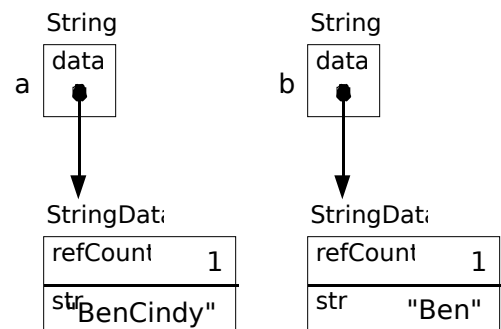 String
data
a
StringData
refCount 1
str "BenCindy"
String
data
b
StringData
refCount 1
str "Ben"